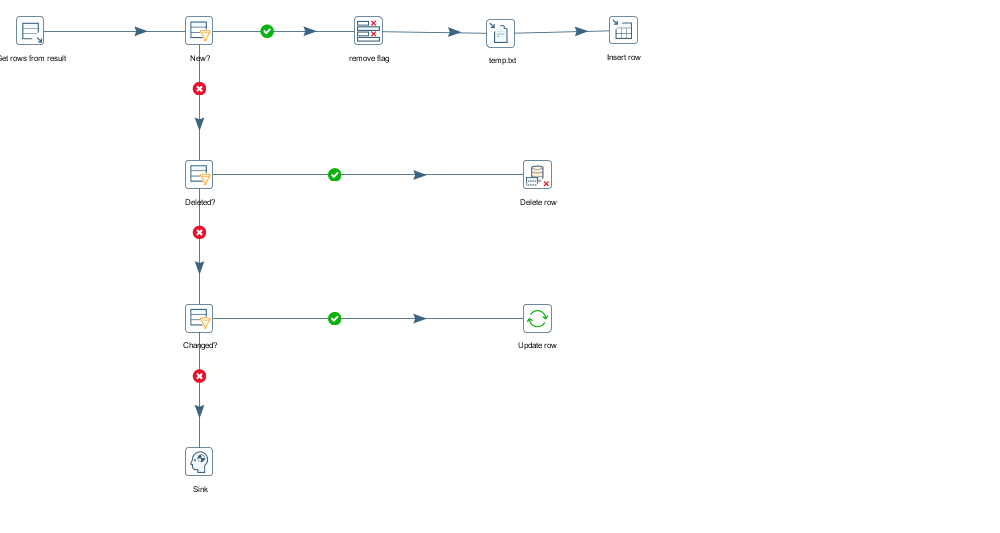 Get rows from result
New?
remove flag
temp.txt
Insert row
Deleted?
Delete row
Changed?
Update row
Sink